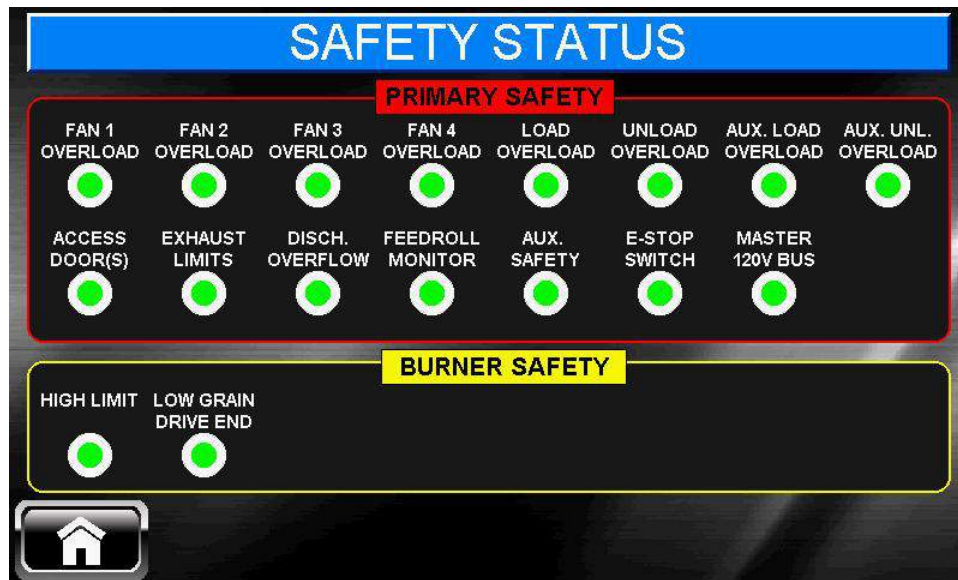 SAFETY STATUS
PRIMARY SAFETY
FAN 1 FAN 2 FAN 3 FAN 4 LOAD UNLOAD AUX. LOAD AUX. UNL.
OVERLOAD OVERLOAD OVERLOAD OVERLOAD OVERLOAD OVERLOAD OVERLOAD OVERLOAD
ACCESS EXHAUST DISCH. FEEDROLL AUX. E-STOP MASTER
DOOR(S) LIMITS OVERFLOW MONITOR SAFETY SWITCH 120V BUS
BURNER SAFETY
HIGH LIMIT LOW GRAIN
DRIVE END